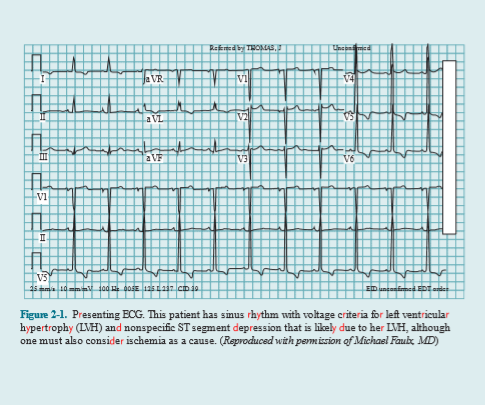 Referred by THOMAS, J Unconfirmed
I aVR V1 V4
II aVL V2 V5
III aVF V3 V6
V1
II
V5
25 mm/s 10 mm/mV 100 Hz 005E 125 L 237 CID 39 EID unconfirmed EDT order
Figure 2-1. Presenting ECG. This patient has sinus rhythm with voltage criteria for left ventricular
hypertrophy (LVH) and nonspecific ST segment depression that is likely due to her LVH, although
one must also consider ischemia as a cause. (Reproduced with permission of Michael Faulx, MD)